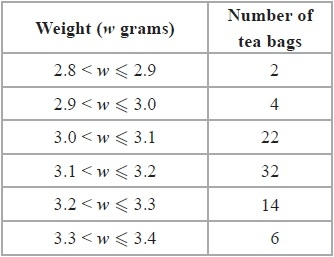 Weight (w grams) Number of
tea bags
2.8 < w ⩽ 2.9 2
2.9 < w ⩽ 3.0 4
3.0 < w ⩽ 3.1 22
3.1 < w ⩽ 3.2 32
3.2 < w ⩽ 3.3 14
3.3 < w ⩽ 3.4 6